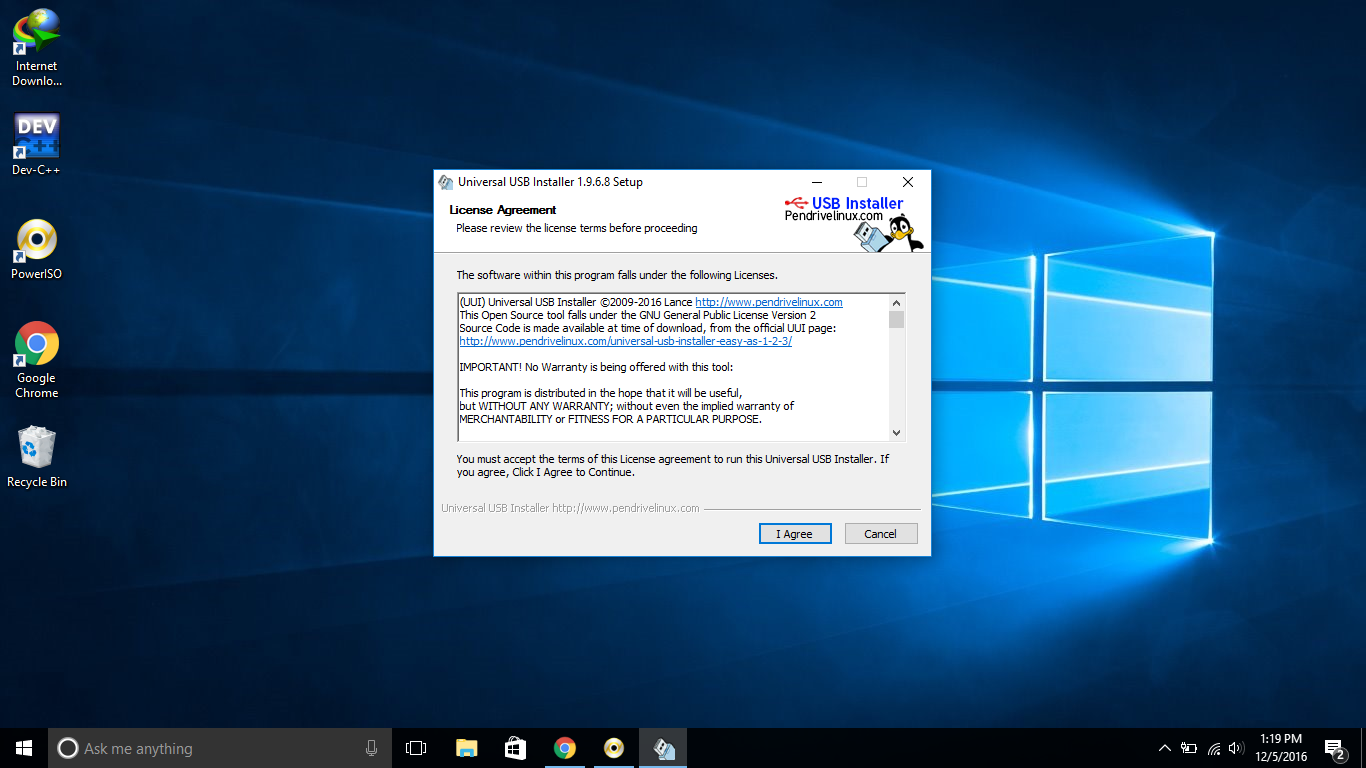 Internet
Downlo...
DEV
C++
Dev-C++
PowerISO
Google
Chrome
Recycle Bin
Universal USB Installer 1.9.6.8 Setup
License Agreement
Please review the license terms before proceeding
USB Installer
Pendrivelinux.com
The software within this program falls under the following Licenses.
(UUI) Universal USB Installer ©2009-2016 Lance http://www.pendrivelinux.com
This Open Source tool falls under the GNU General Public License Version 2
Source Code is made available at time of download, from the official UUI page:
http://www.pendrivelinux.com/universal-usb-installer-easy-as-1-2-3/
IMPORTANT! No Warranty is being offered with this tool:
This program is distributed in the hope that it will be useful,
but WITHOUT ANY WARRANTY; without even the implied warranty of
MERCHANTABILITY or FITNESS FOR A PARTICULAR PURPOSE.
You must accept the terms of this License agreement to run this Universal USB Installer. If
you agree, Click I Agree to Continue.
Universal USB Installer http://www.pendrivelinux.com
I Agree
Cancel
Ask me anything
1:19 PM
12/5/2016
2